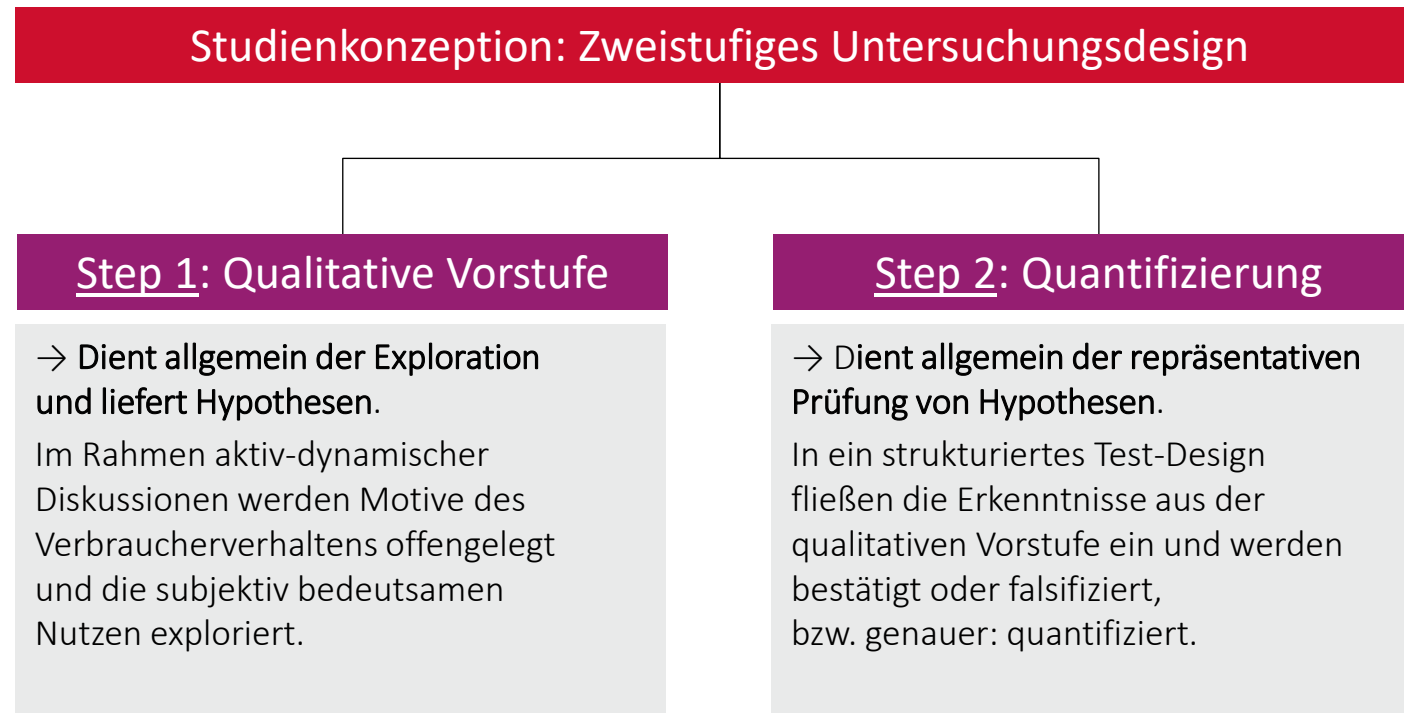 Studienkonzeption: Zweistufiges Untersuchungsdesign
Step 1: Qualitative Vorstufe
→ Dient allgemein der Exploration
und liefert Hypothesen.
Im Rahmen aktiv-dynamischer
Diskussionen werden Motive des
Verbraucherverhaltens offengelegt
und die subjektiv bedeutsamen
Nutzen exploriert.
Step 2: Quantifizierung
→ Dient allgemein der repräsentativen
Prüfung von Hypothesen.
In ein strukturiertes Test-Design
fließen die Erkenntnisse aus der
qualitativen Vorstufe ein und werden
bestätigt oder falsifiziert,
bzw. genauer: quantifiziert.